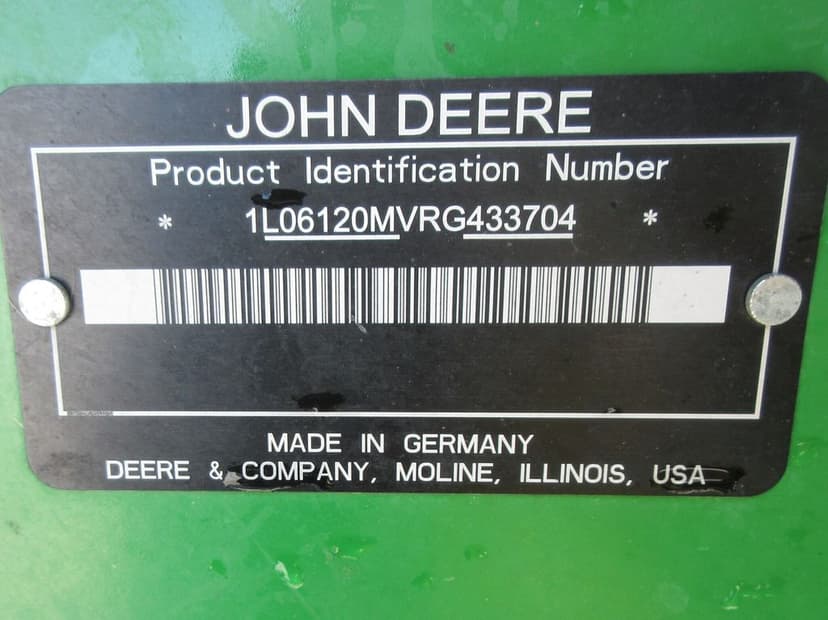 JOHN DEERE
Product Identification Number
* 1L06120MVRG433704 *
MADE IN GERMANY
DEERE & COMPANY, MOLINE, ILLINOIS, USA